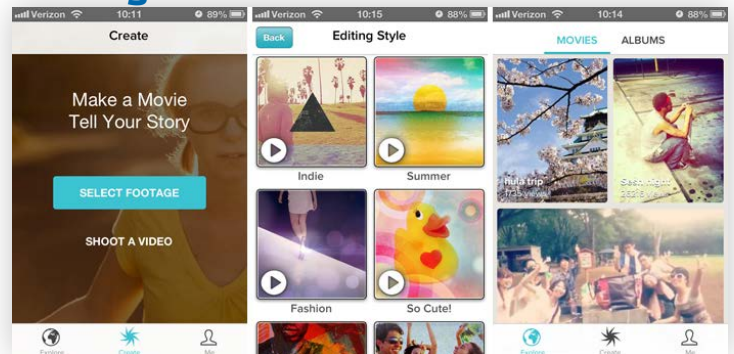 Verizon 10:11 89%
Create
Make a Movie
Tell Your Story
SELECT FOOTAGE
SHOOT A VIDEO
Explore Create Me
Verizon 10:15 88%
Back Editing Style
Indie Summer
Fashion So Cute!
Verizon 10:14 88%
MOVIES ALBUMS
hula trip
Explore Create Me